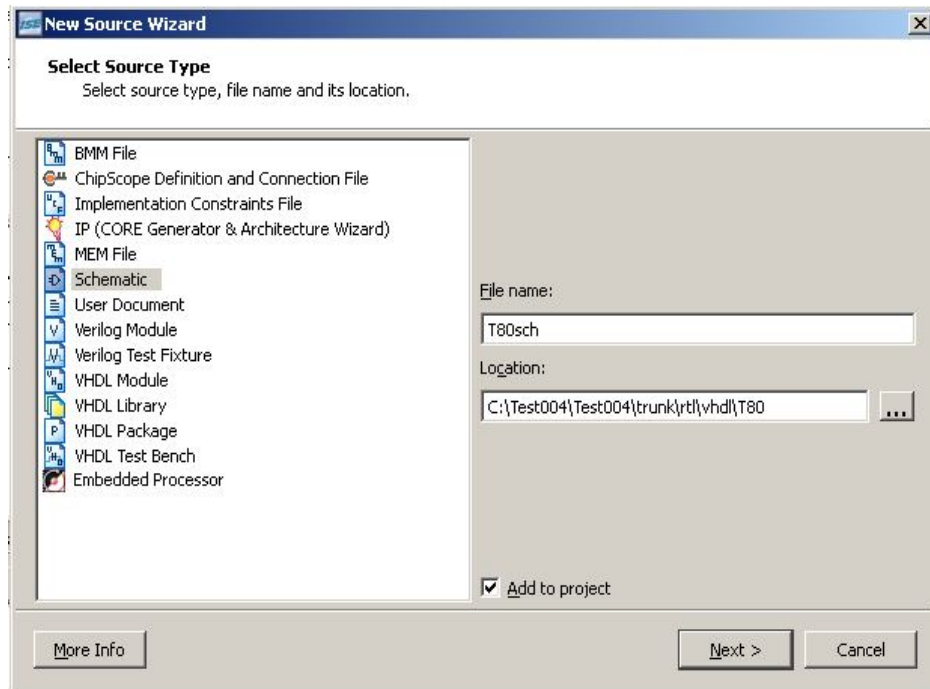 ISE New Source Wizard
Select Source Type
Select source type, file name and its location.
BMM File
ChipScope Definition and Connection File
Implementation Constraints File
IP (CORE Generator & Architecture Wizard)
MEM File
Schematic
User Document
Verilog Module
Verilog Test Fixture
VHDL Module
VHDL Library
VHDL Package
VHDL Test Bench
Embedded Processor
File name:
T80sch
Location:
C:\Test004\Test004\trunk\rtl\vhdl\T80
...
Add to project
More Info
Next >
Cancel